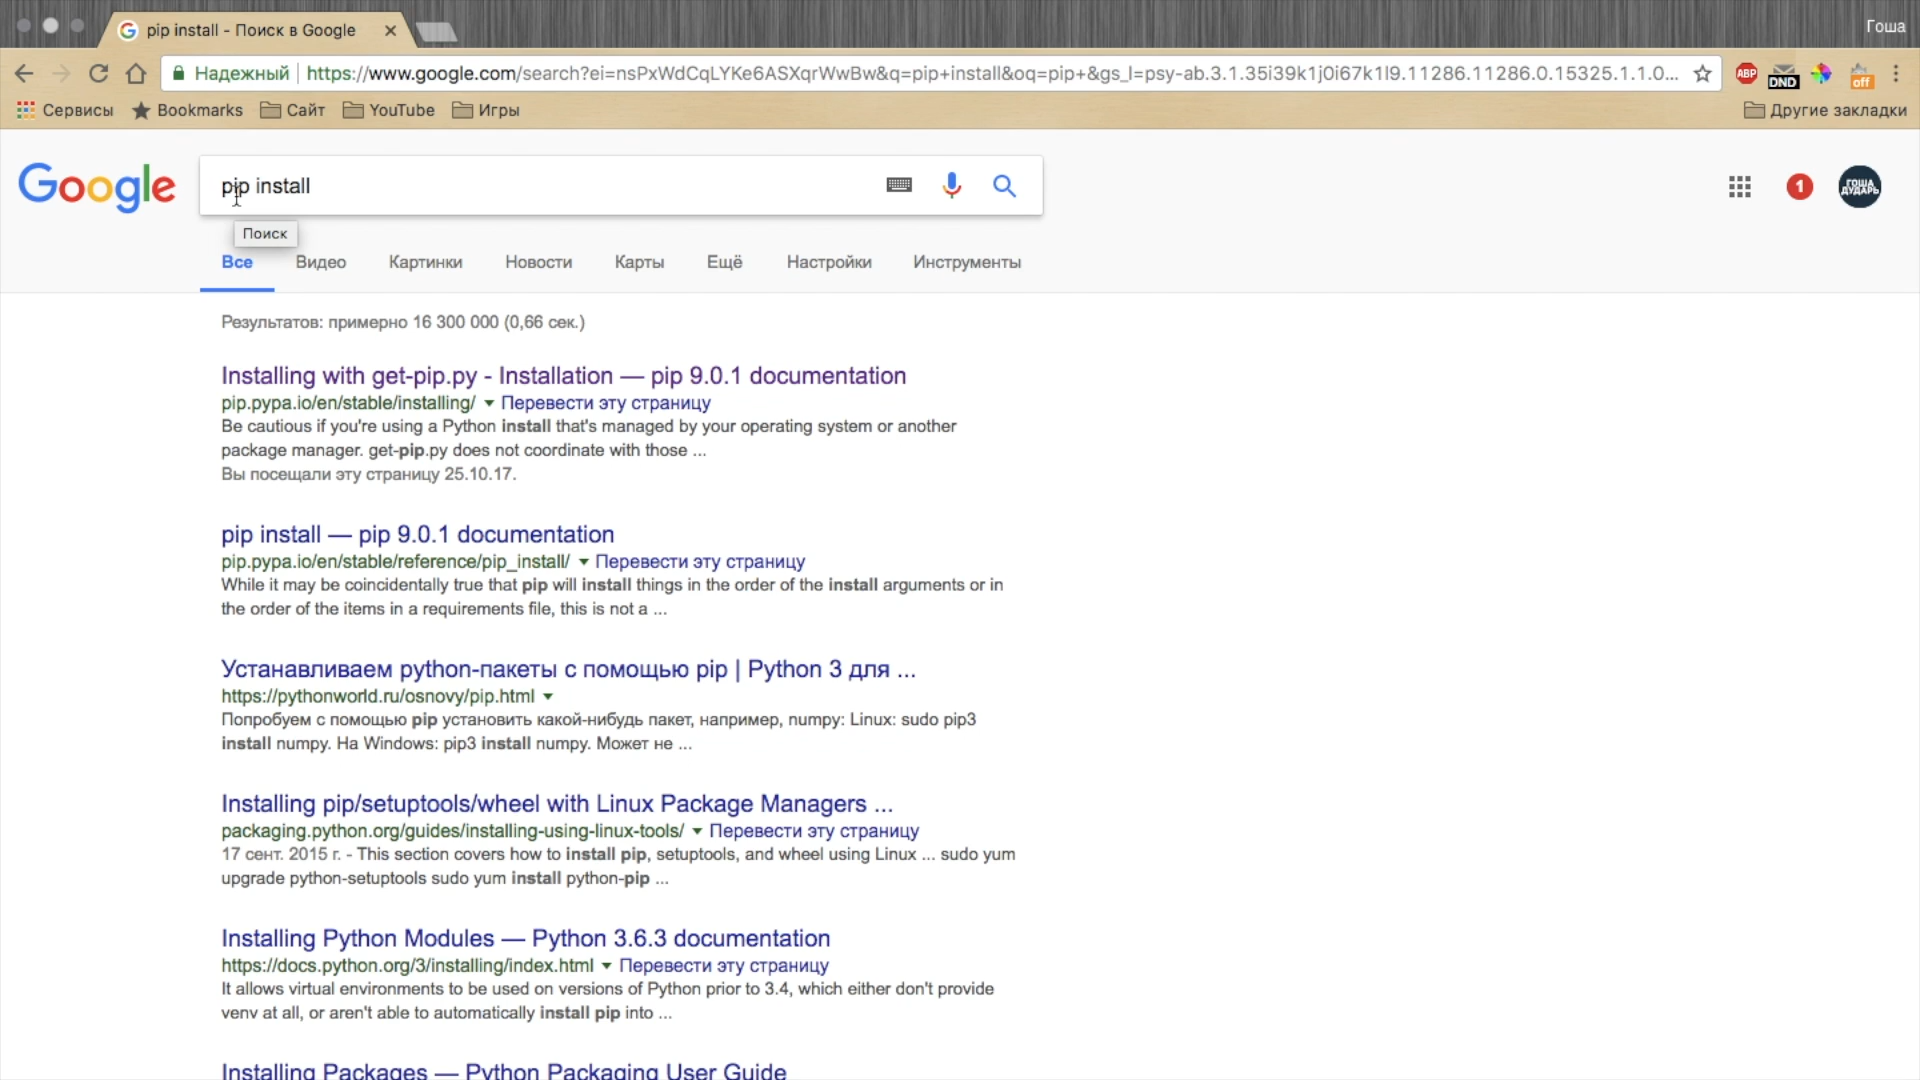 pip install - Поиск в Google
Гоша
Надежный https://www.google.com/search?ei=nsPxWdCqLYKe6ASXqrWwBw&q=pip+install&oq=pip+&gs_l=psy-ab.3.1.35i39k1j0i67k1l9.11286.11286.0.15325.1.1.0...
ABP
DND
off
Сервисы Bookmarks Сайт YouTube Игры Другие закладки
Google
pip install
1
ГОША
ДУДАРЬ
Поиск
Все Видео Картинки Новости Карты Ещё Настройки Инструменты
Результатов: примерно 16 300 000 (0,66 сек.)
Installing with get-pip.py - Installation — pip 9.0.1 documentation
pip.pypa.io/en/stable/installing/ Перевести эту страницу
Be cautious if you're using a Python install that's managed by your operating system or another
package manager. get-pip.py does not coordinate with those ...
Вы посещали эту страницу 25.10.17.
pip install — pip 9.0.1 documentation
pip.pypa.io/en/stable/reference/pip_install/ Перевести эту страницу
While it may be coincidentally true that pip will install things in the order of the install arguments or in
the order of the items in a requirements file, this is not a ...
Устанавливаем python-пакеты с помощью pip | Python 3 для ...
https://pythonworld.ru/osnovy/pip.html
Попробуем с помощью pip установить какой-нибудь пакет, например, numpy: Linux: sudo pip3
install numpy. На Windows: pip3 install numpy. Может не ...
Installing pip/setuptools/wheel with Linux Package Managers ...
packaging.python.org/guides/installing-using-linux-tools/ Перевести эту страницу
17 сент. 2015 г. - This section covers how to install pip, setuptools, and wheel using Linux ... sudo yum
upgrade python-setuptools sudo yum install python-pip ...
Installing Python Modules — Python 3.6.3 documentation
https://docs.python.org/3/installing/index.html Перевести эту страницу
It allows virtual environments to be used on versions of Python prior to 3.4, which either don't provide
venv at all, or aren't able to automatically install pip into ...
Installing Packages — Python Packaging User Guide